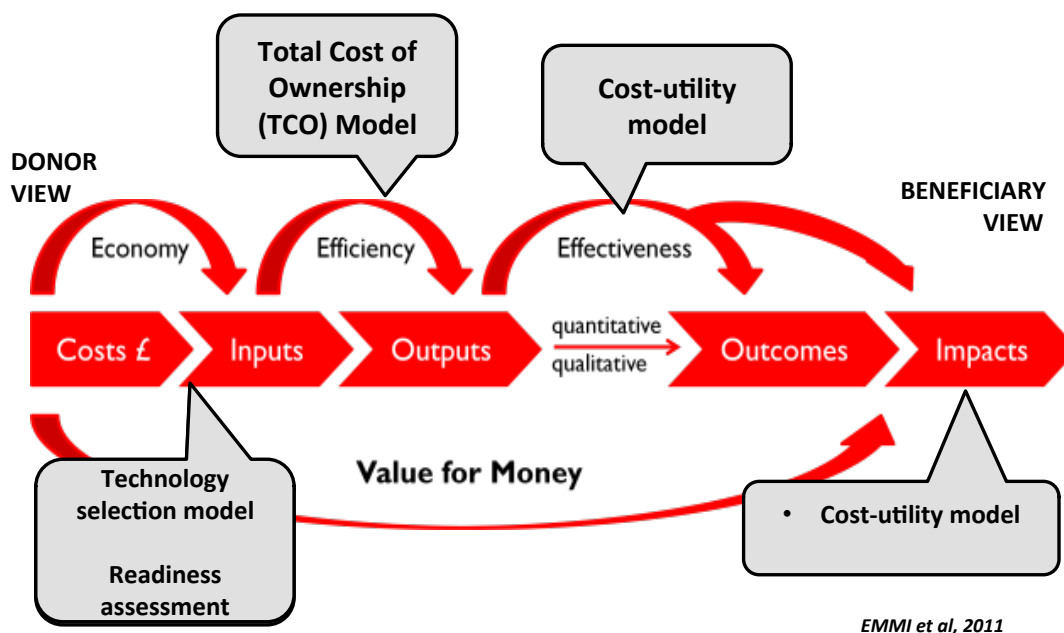 Total Cost of
Ownership
(TCO) Model
Cost-utility
model
DONOR
VIEW
BENEFICIARY
VIEW
Economy
Efficiency
Effectiveness
Costs £
Inputs
Outputs
quantitative
qualitative
Outcomes
Impacts
Technology
selection model
Readiness
assessment
Value for Money
• Cost-utility model
EMMI et al, 2011